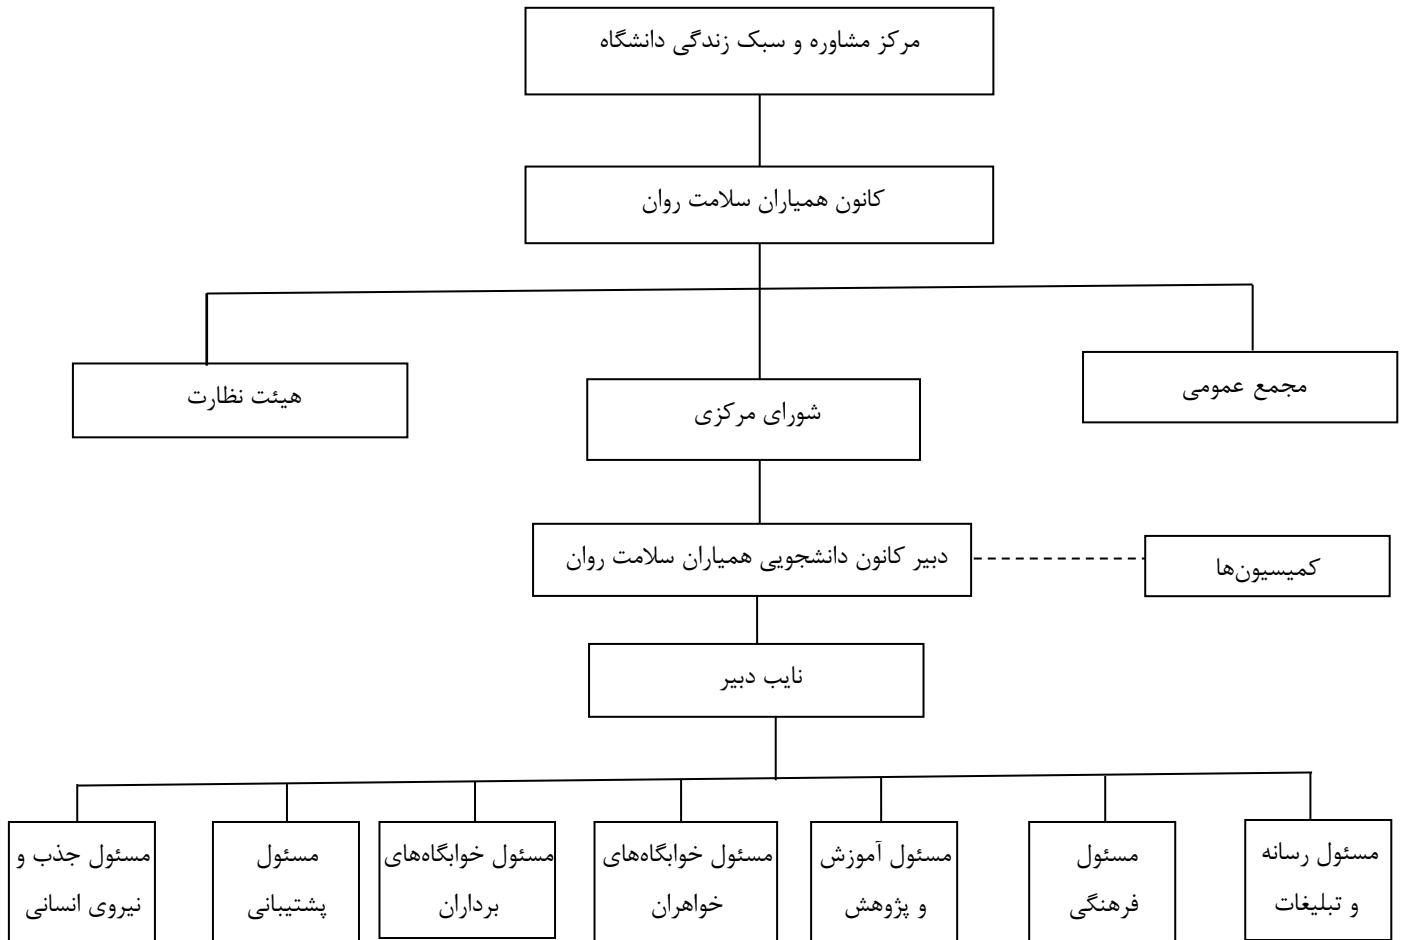 مرکز مشاوره و سبک زندگی دانشگاه
کانون همیاران سلامت روان
مجمع عمومی
شورای مرکزی
هیئت نظارت
دبیر کانون دانشجویی همیاران سلامت روان
کمیسیون‌ها
نایب دبیر
مسئول رسانه
و تبلیغات
مسئول
فرهنگی
مسئول آموزش
و پژوهش
مسئول خوابگاه‌های
خواهران
مسئول خوابگاه‌های
برداران
مسئول
پشتیبانی
مسئول جذب و
نیروی انسانی